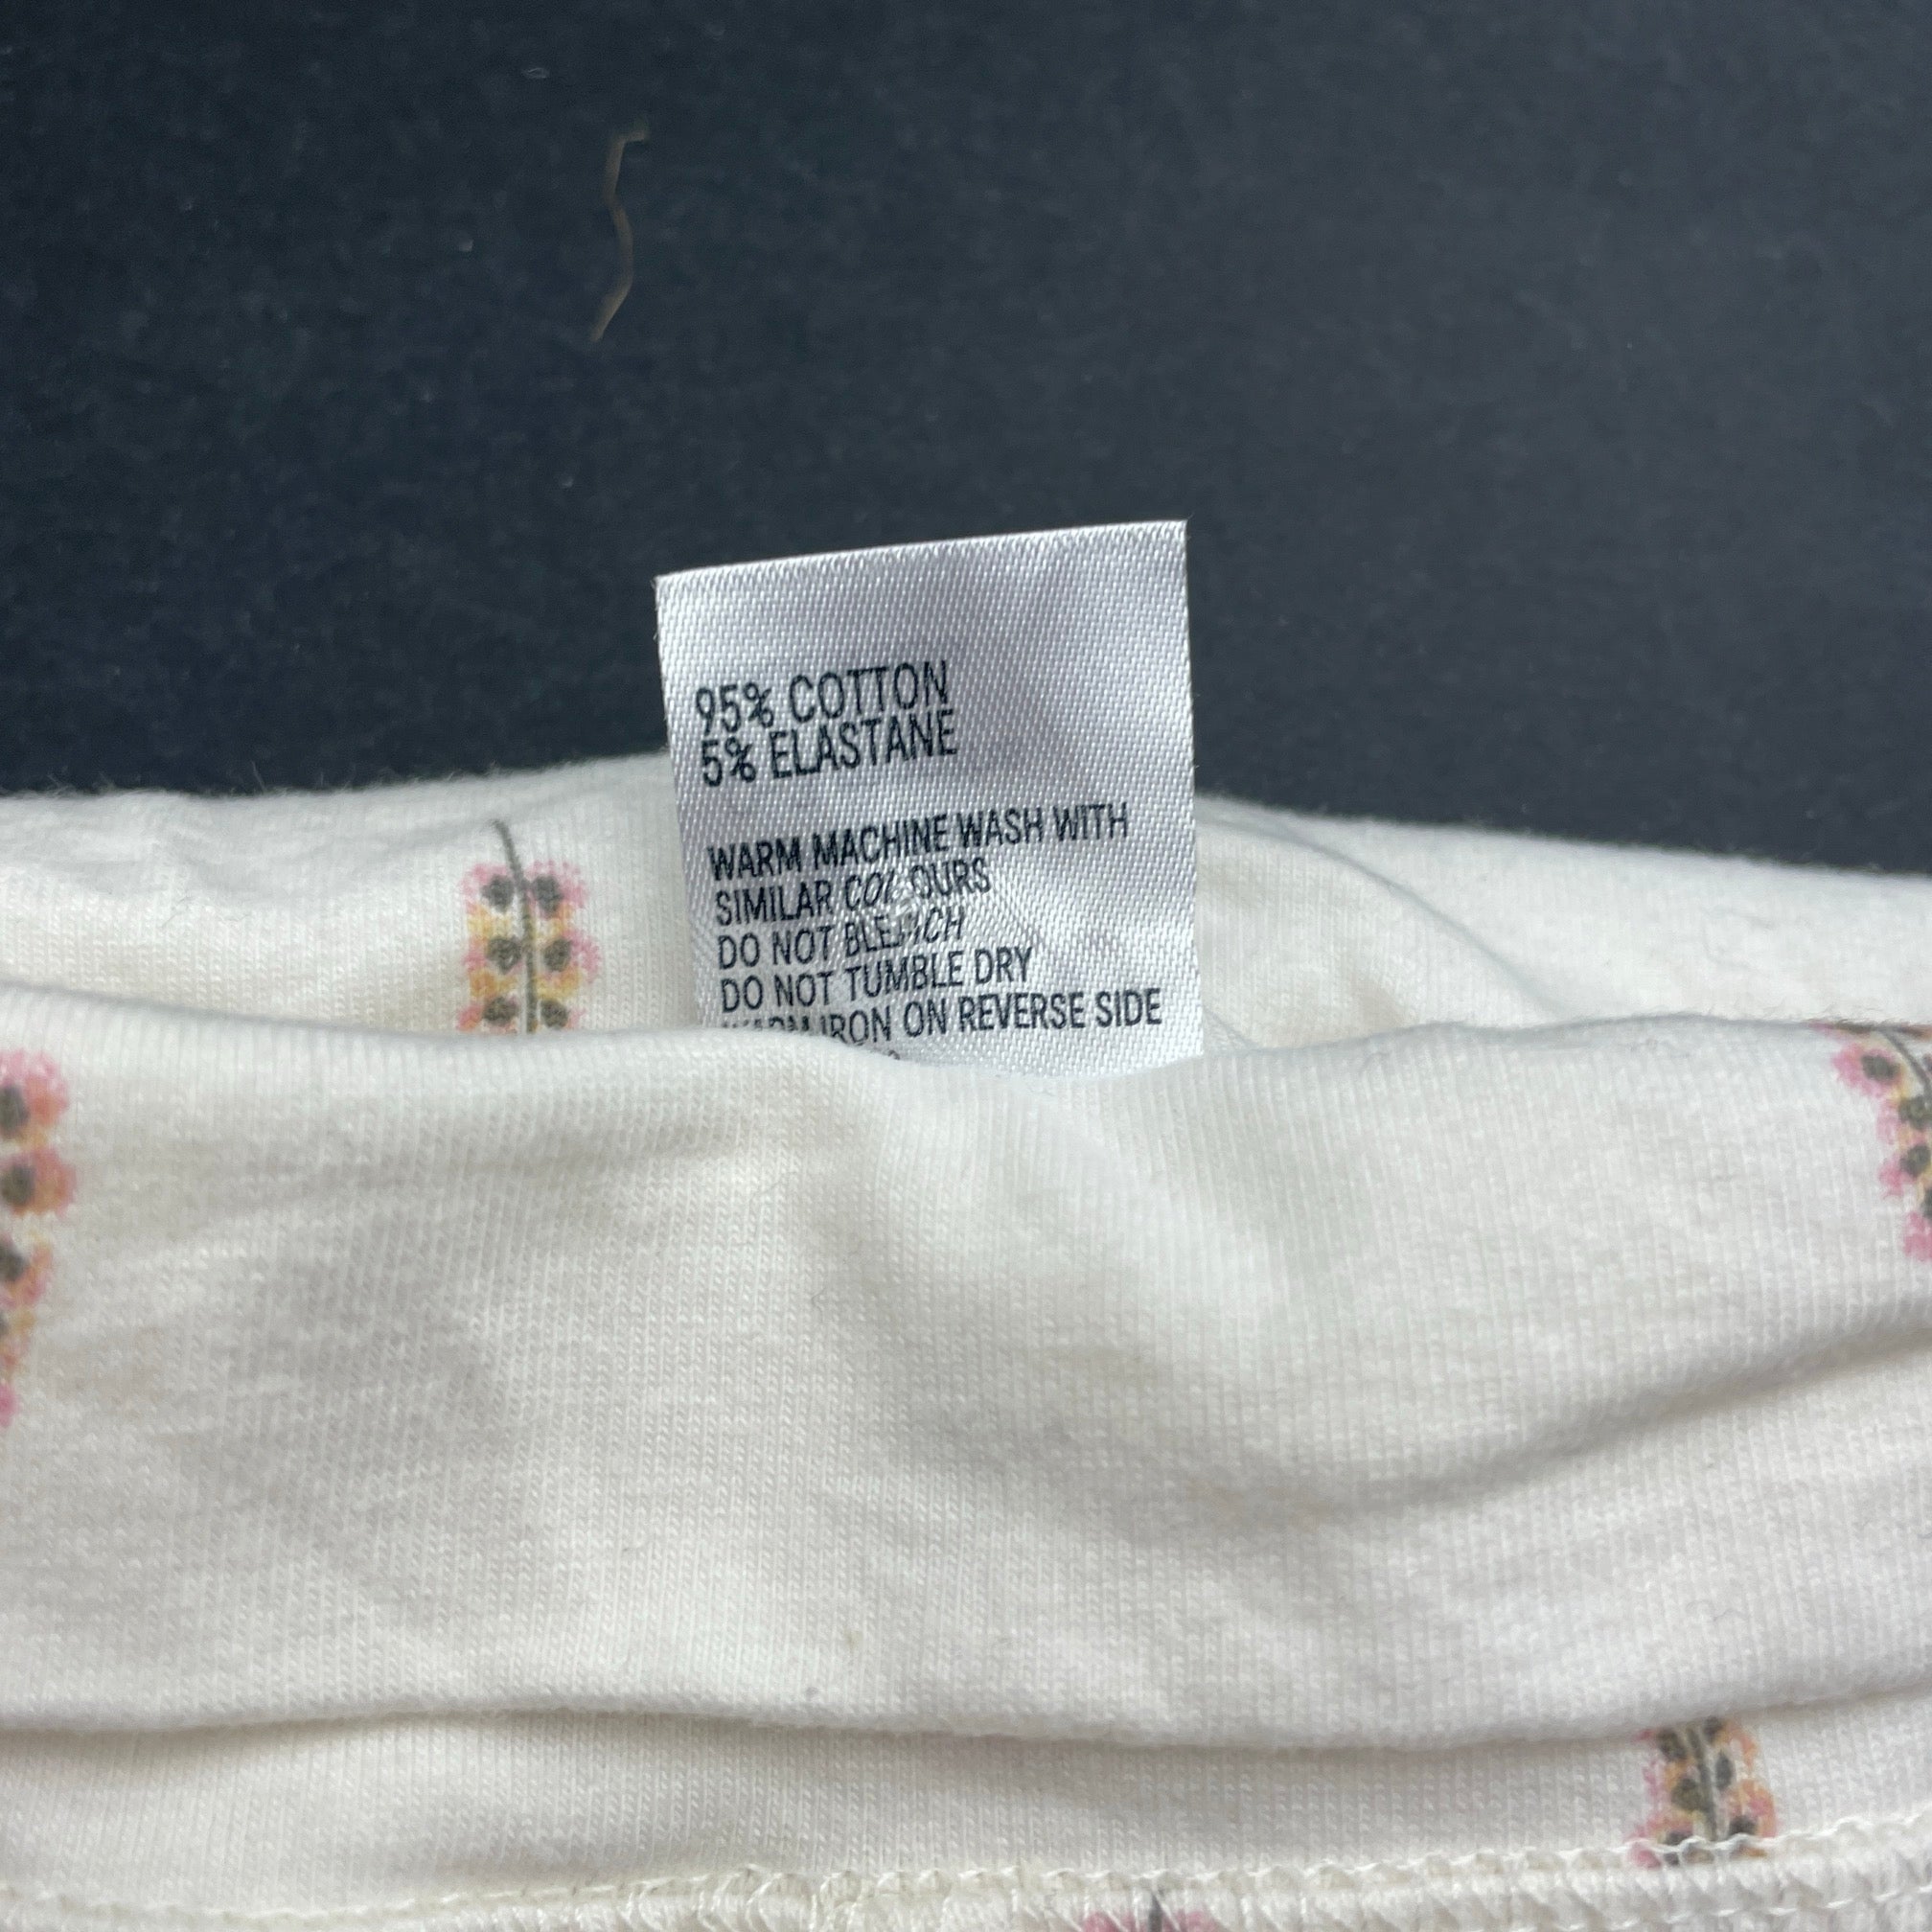 95% COTTON
5% ELASTANE
WARM MACHINE WASH WITH
SIMILAR COLOURS
DO NOT BLEACH
DO NOT TUMBLE DRY
WARM IRON ON REVERSE SIDE